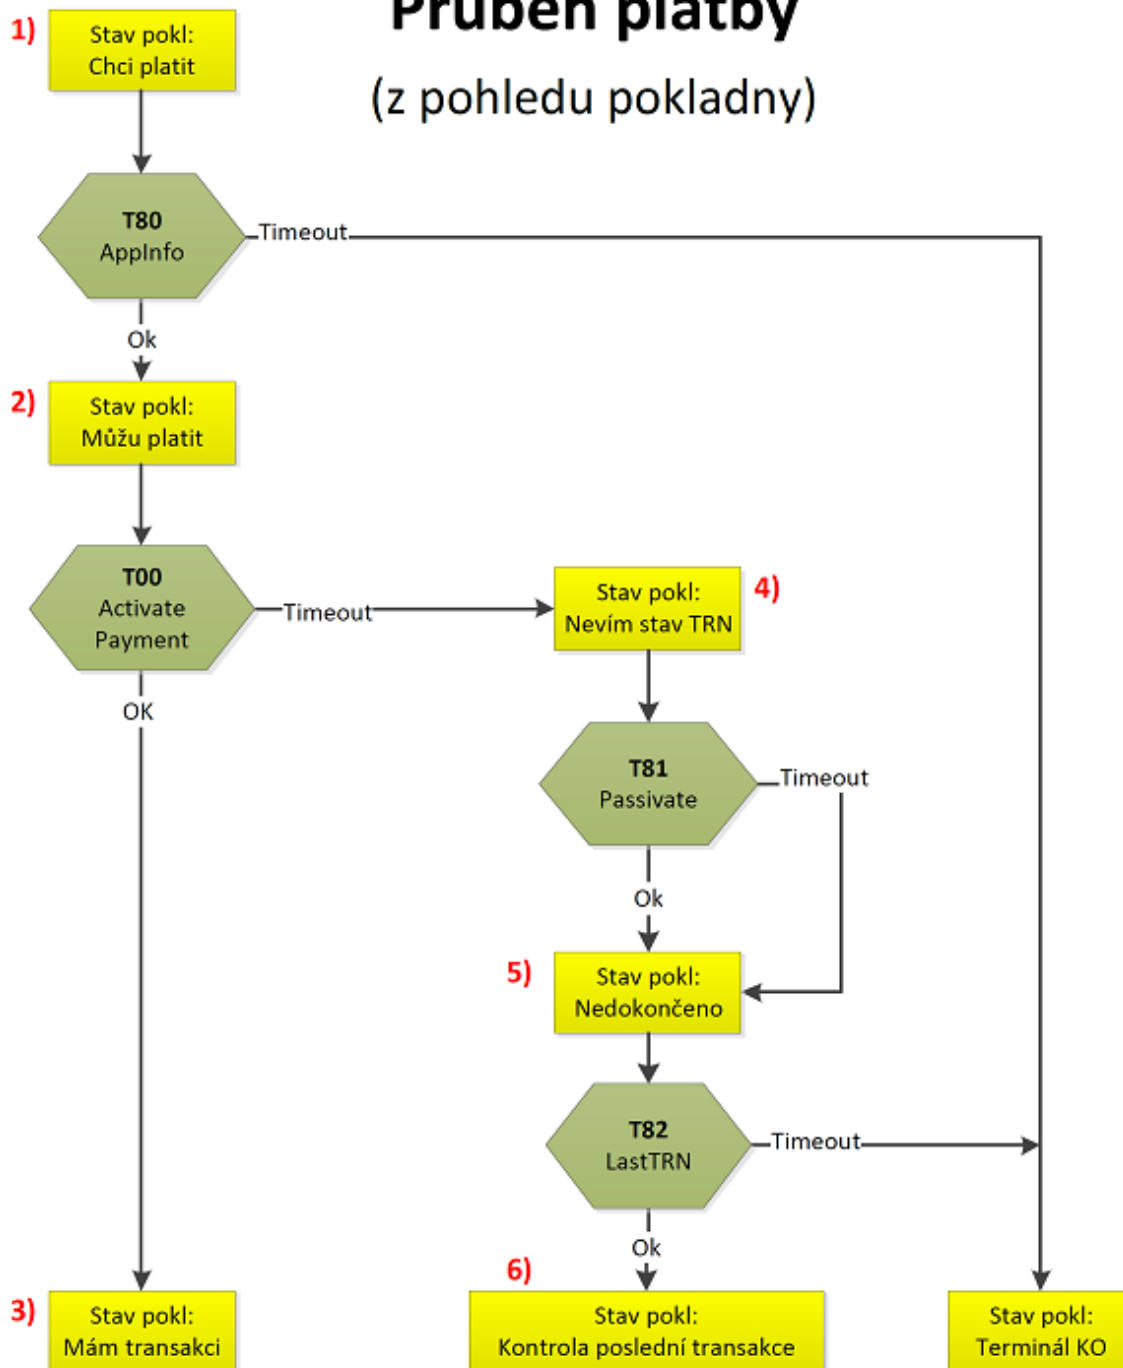 Průběh platby
(z pohledu pokladny)
1)
Stav pokl:
Chci platit
T80
AppInfo
Timeout
Ok
2)
Stav pokl:
Můžu platit
T00
Activate
Payment
Timeout
OK
Stav pokl:
Nevím stav TRN
4)
T81
Passivate
Timeout
Ok
5)
Stav pokl:
Nedokončeno
T82
LastTRN
Timeout
Ok
3)
Stav pokl:
Mám transakci
6)
Stav pokl:
Kontrola poslední transakce
Stav pokl:
Terminál KO